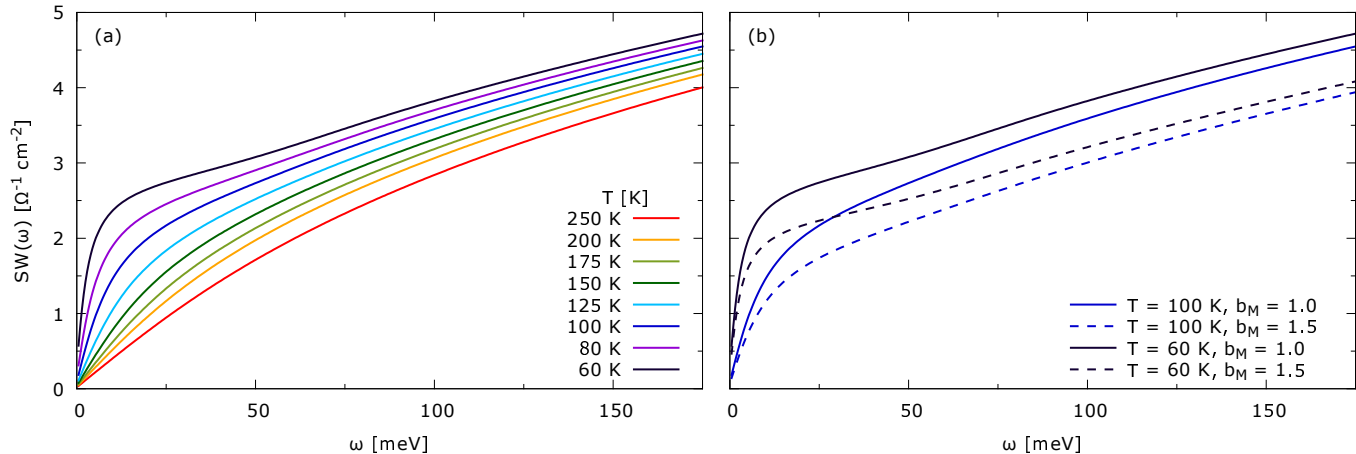 (a)
SW(ω) [Ω⁻¹ cm⁻²]
5
4
3
2
1
0
T [K]
250 K
200 K
175 K
150 K
125 K
100 K
80 K
60 K
0 50 100 150
ω [meV]
(b)
T = 100 K, b_M = 1.0
T = 100 K, b_M = 1.5
T = 60 K, b_M = 1.0
T = 60 K, b_M = 1.5
0 50 100 150
ω [meV]